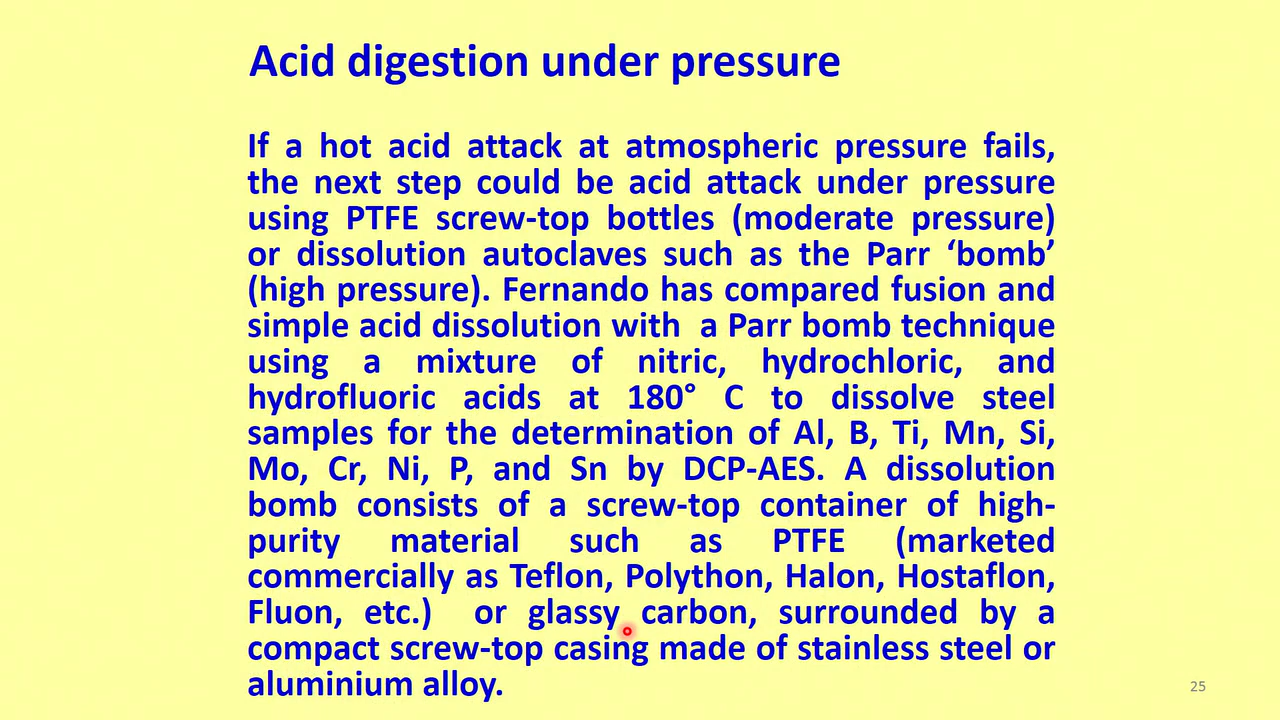 Acid digestion under pressure
If a hot acid attack at atmospheric pressure fails,
the next step could be acid attack under pressure
using PTFE screw-top bottles (moderate pressure)
or dissolution autoclaves such as the Parr ‘bomb’
(high pressure). Fernando has compared fusion and
simple acid dissolution with a Parr bomb technique
using a mixture of nitric, hydrochloric, and
hydrofluoric acids at 180° C to dissolve steel
samples for the determination of Al, B, Ti, Mn, Si,
Mo, Cr, Ni, P, and Sn by DCP-AES. A dissolution
bomb consists of a screw-top container of high-
purity material such as PTFE (marketed
commercially as Teflon, Polython, Halon, Hostaflon,
Fluon, etc.) or glassy carbon, surrounded by a
compact screw-top casing made of stainless steel or
aluminium alloy.
25